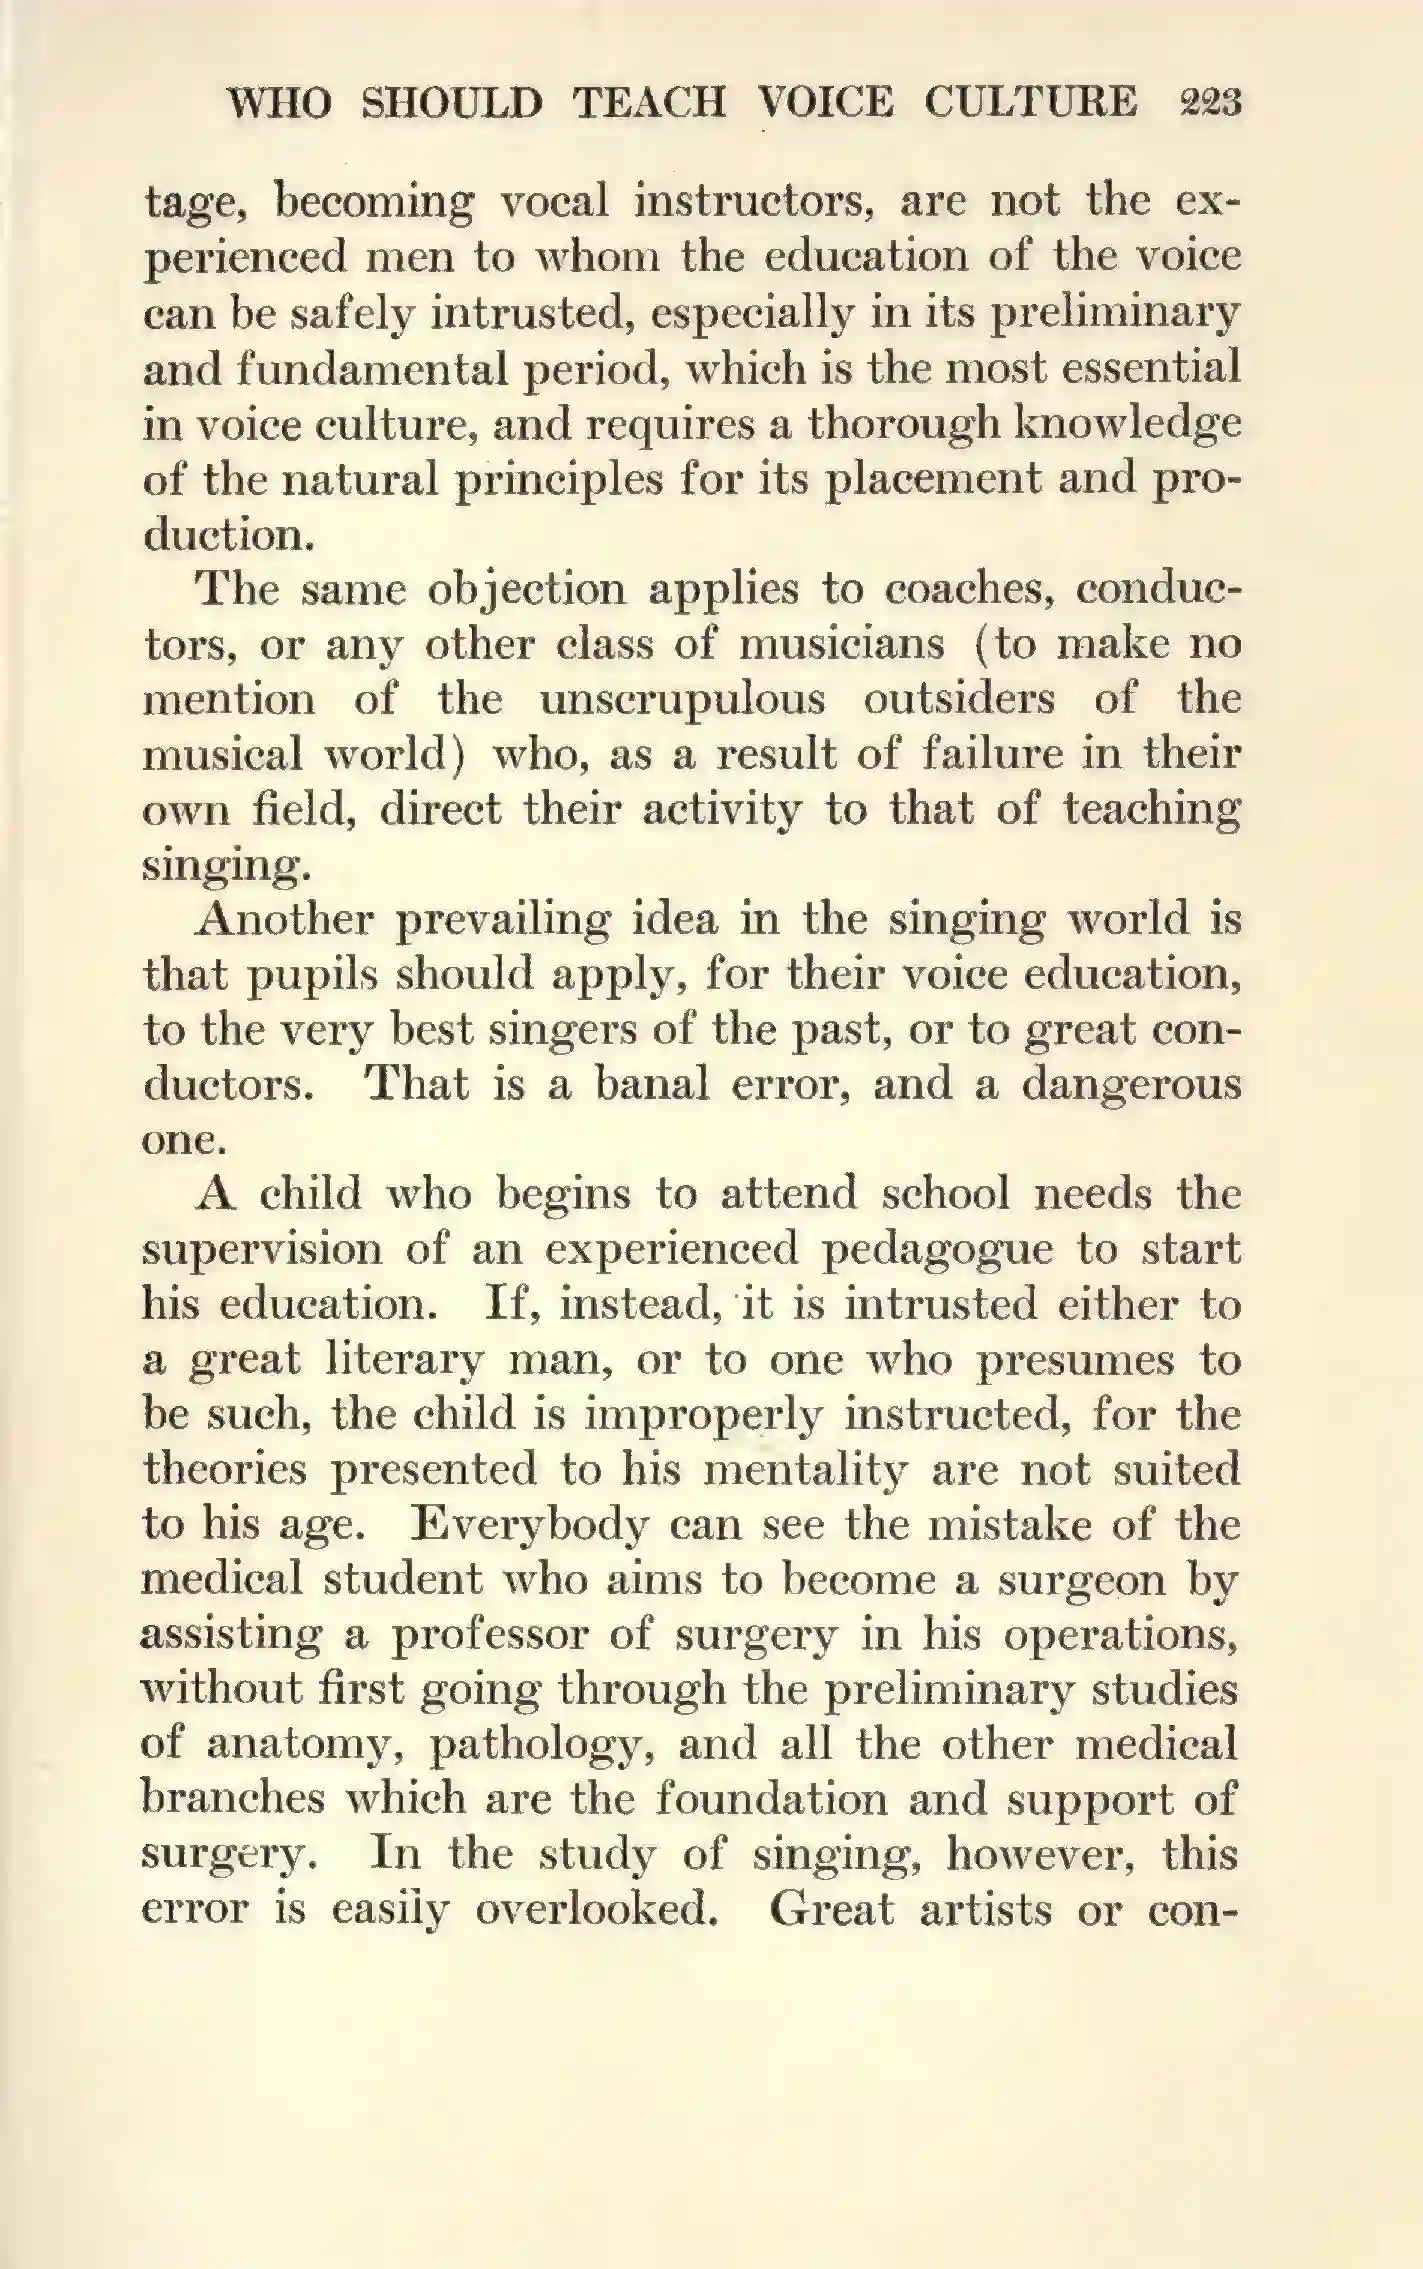 WHO SHOULD TEACH VOICE CULTURE 223
tage, becoming vocal instructors, are not the ex-
perienced men to whom the education of the voice
can be safely intrusted, especially in its preliminary
and fundamental period, which is the most essential
in voice culture, and requires a thorough knowledge
of the natural principles for its placement and pro-
duction.
The same objection applies to coaches, conduc-
tors, or any other class of musicians (to make no
mention of the unscrupulous outsiders of the
musical world) who, as a result of failure in their
own field, direct their activity to that of teaching
singing.
Another prevailing idea in the singing world is
that pupils should apply, for their voice education,
to the very best singers of the past, or to great con-
ductors. That is a banal error, and a dangerous
one.
A child who begins to attend school needs the
supervision of an experienced pedagogue to start
his education. If, instead, it is intrusted either to
a great literary man, or to one who presumes to
be such, the child is improperly instructed, for the
theories presented to his mentality are not suited
to his age. Everybody can see the mistake of the
medical student who aims to become a surgeon by
assisting a professor of surgery in his operations,
without first going through the preliminary studies
of anatomy, pathology, and all the other medical
branches which are the foundation and support of
surgery. In the study of singing, however, this
error is easily overlooked. Great artists or con-